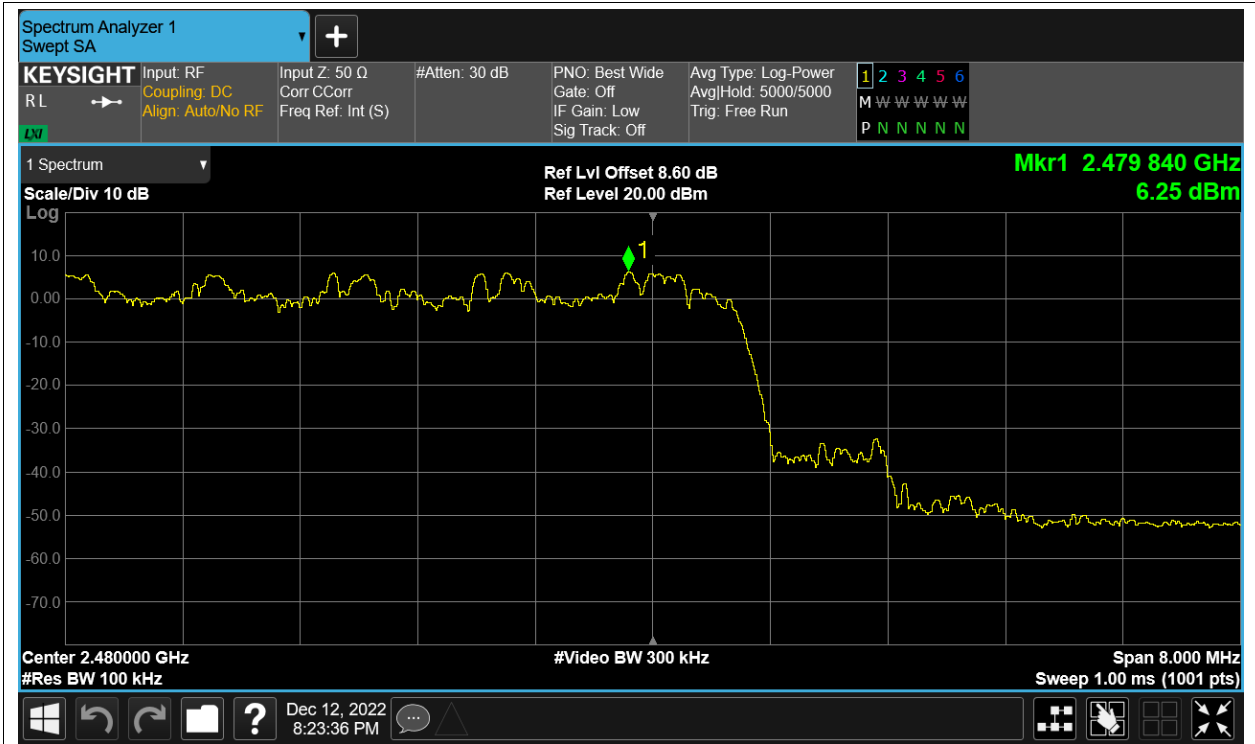 Spectrum Analyzer 1
Swept SA
KEYSIGHT
R L
LXI
Input: RF
Coupling: DC
Align: Auto/No RF
Input Z: 50 Ω
Corr CCorr
Freq Ref: Int (S)
#Atten: 30 dB
PNO: Best Wide
Gate: Off
IF Gain: Low
Sig Track: Off
Avg Type: Log-Power
Avg|Hold: 5000/5000
Trig: Free Run
1 2 3 4 5 6
M W W W W W
P N N N N N
1 Spectrum
Scale/Div 10 dB
Log
Ref Lvl Offset 8.60 dB
Ref Level 20.00 dBm
Mkr1 2.479 840 GHz
6.25 dBm
1
10.0
0.00
-10.0
-20.0
-30.0
-40.0
-50.0
-60.0
-70.0
Center 2.480000 GHz
#Res BW 100 kHz
#Video BW 300 kHz
Span 8.000 MHz
Sweep 1.00 ms (1001 pts)
?
Dec 12, 2022
8:23:36 PM